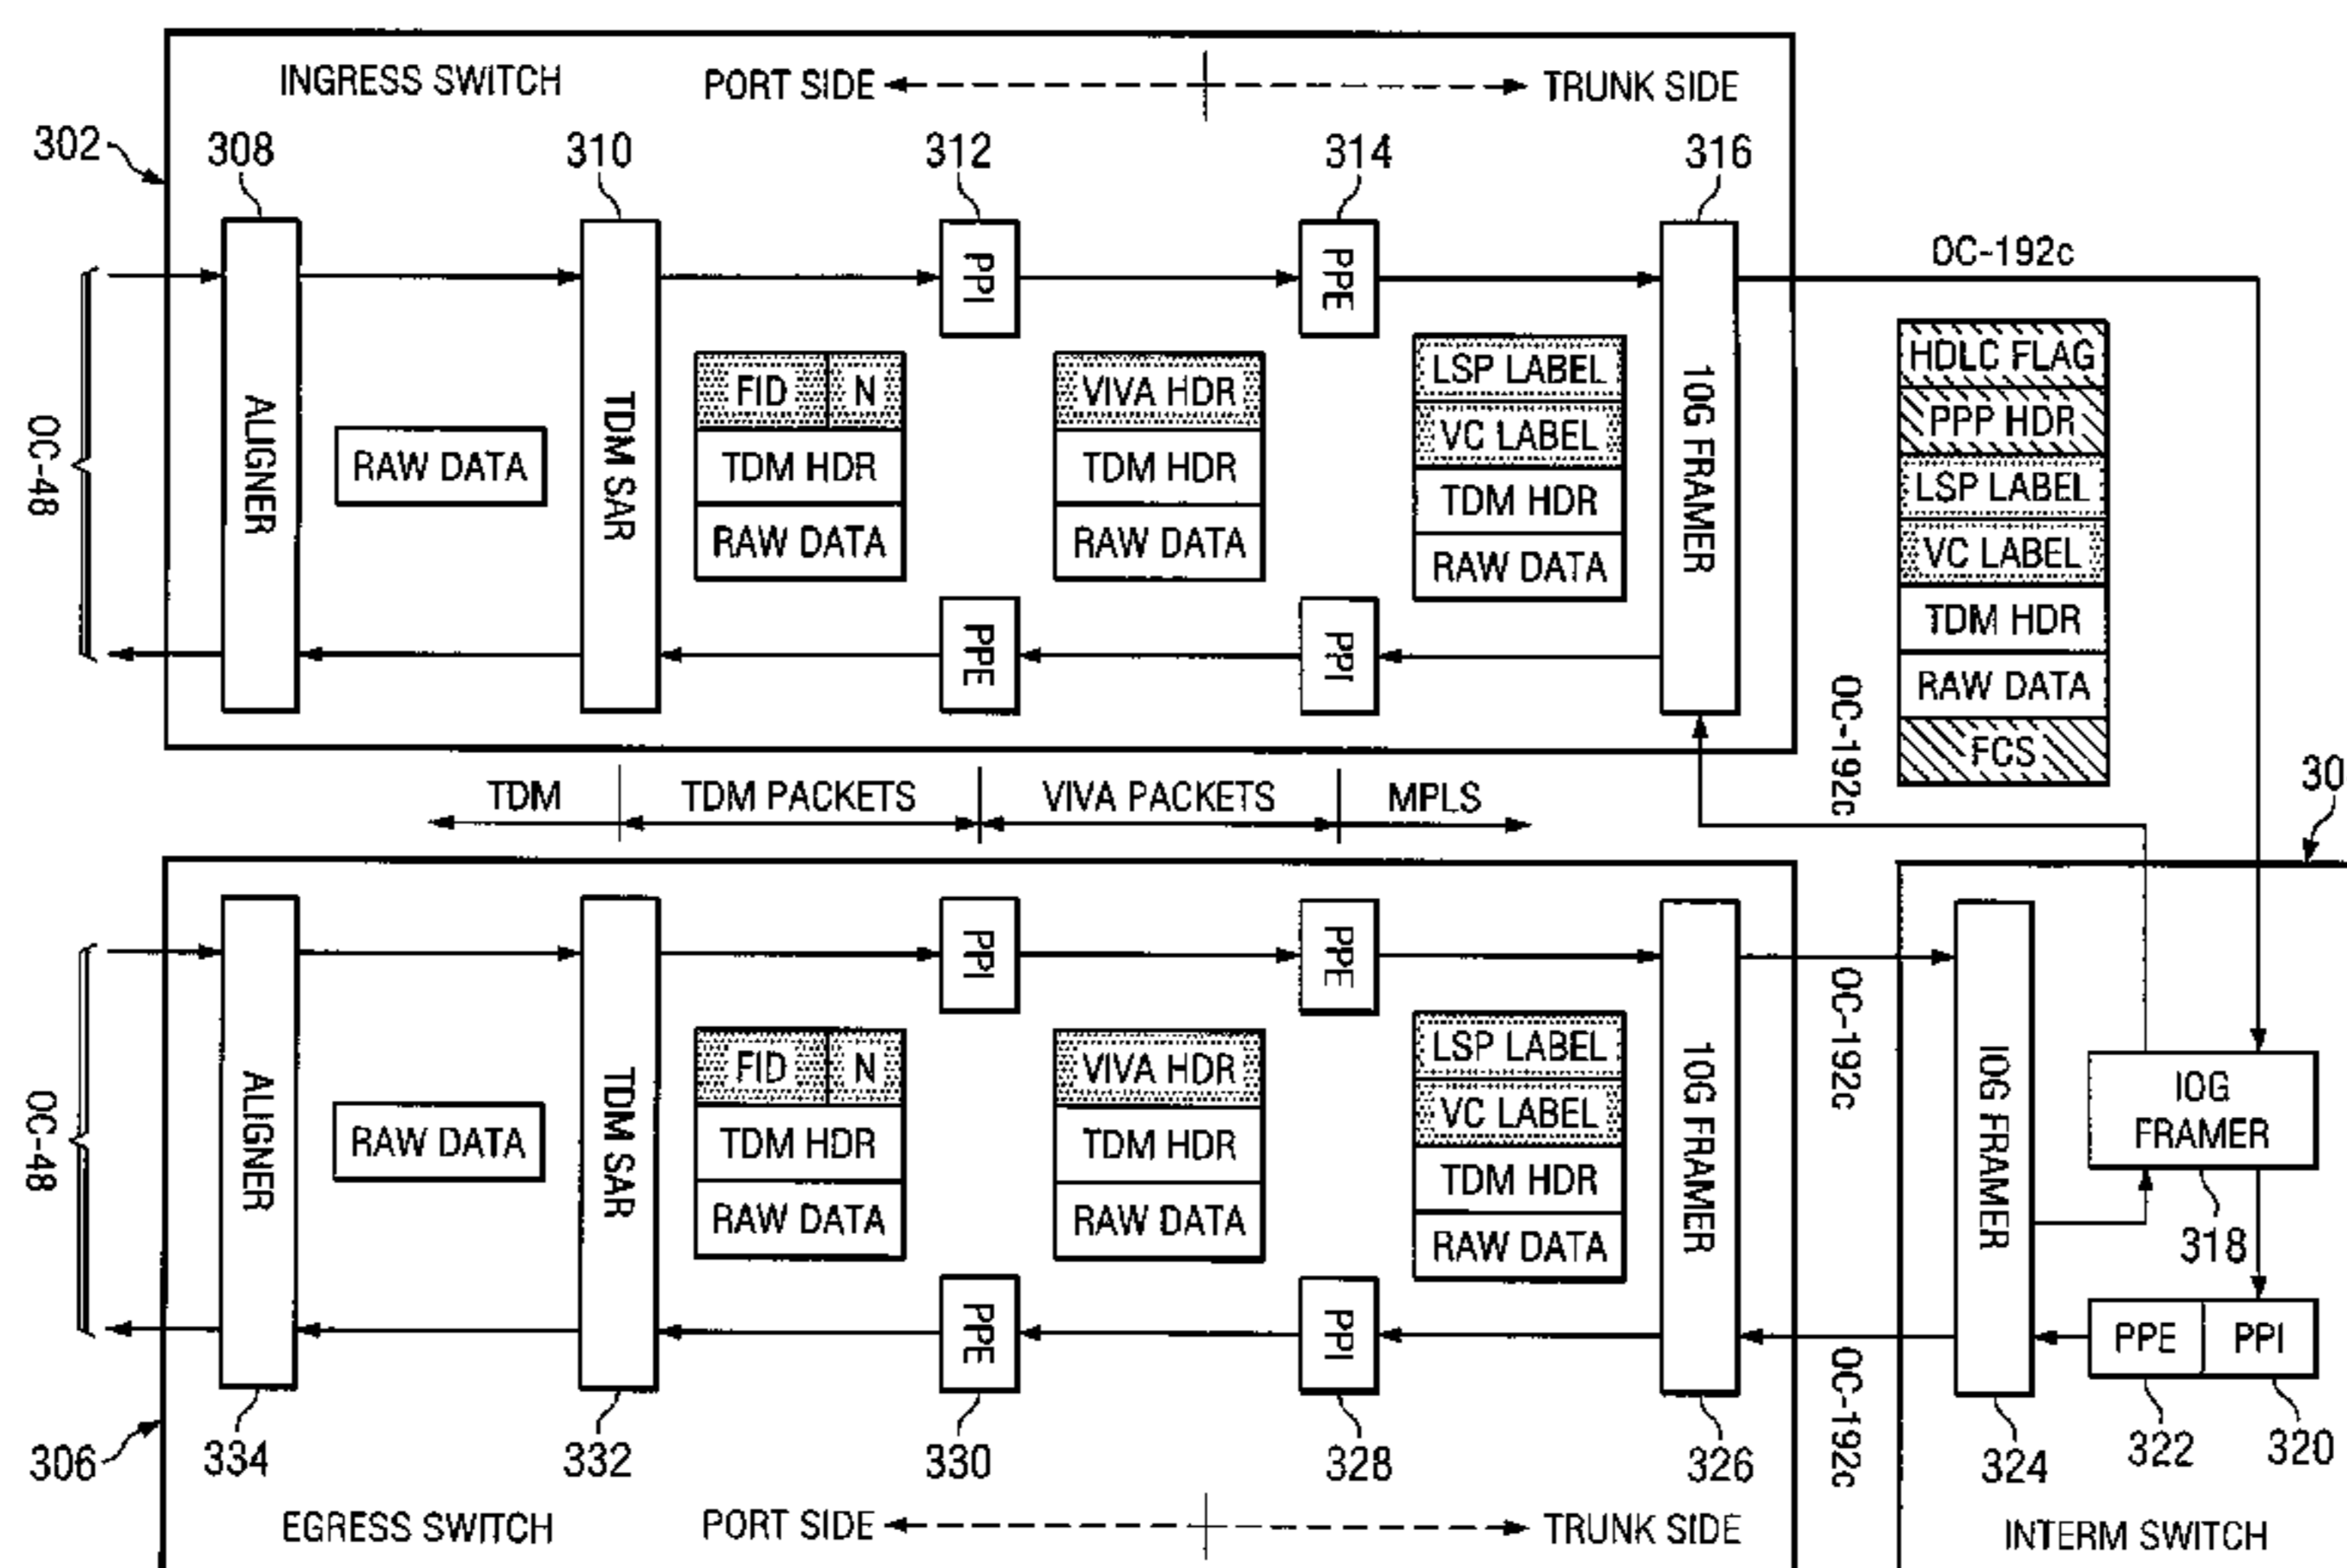 INGRESS SWITCH PORT SIDE TRUNK SIDE
302 308 310 312 314 316
OC-192c
PPI PPE
OC-48
ALIGNER
RAW DATA
TDM SAR
FID N
TDM HDR
RAW DATA
VIVA HDR
TDM HDR
RAW DATA
LSP LABEL
VC LABEL
TDM HDR
RAW DATA
10G FRAMER
HDLC FLAG
PPP HDR
LSP LABEL
VC LABEL
TDM HDR
RAW DATA
FCS
PPE PPI
OC-192c
TDM TDM PACKETS VIVA PACKETS MPLS
30
PPI PPE
OC-48
ALIGNER
RAW DATA
TDM SAR
FID N
TDM HDR
RAW DATA
VIVA HDR
TDM HDR
RAW DATA
LSP LABEL
VC LABEL
TDM HDR
RAW DATA
10G FRAMER
OC-192c
IOG FRAMER
IOG
FRAMER
318
PPE PPI
PPE PPI
OC-192c
306 334 332 330 328 326 324 322 320
EGRESS SWITCH PORT SIDE TRUNK SIDE INTERM SWITCH